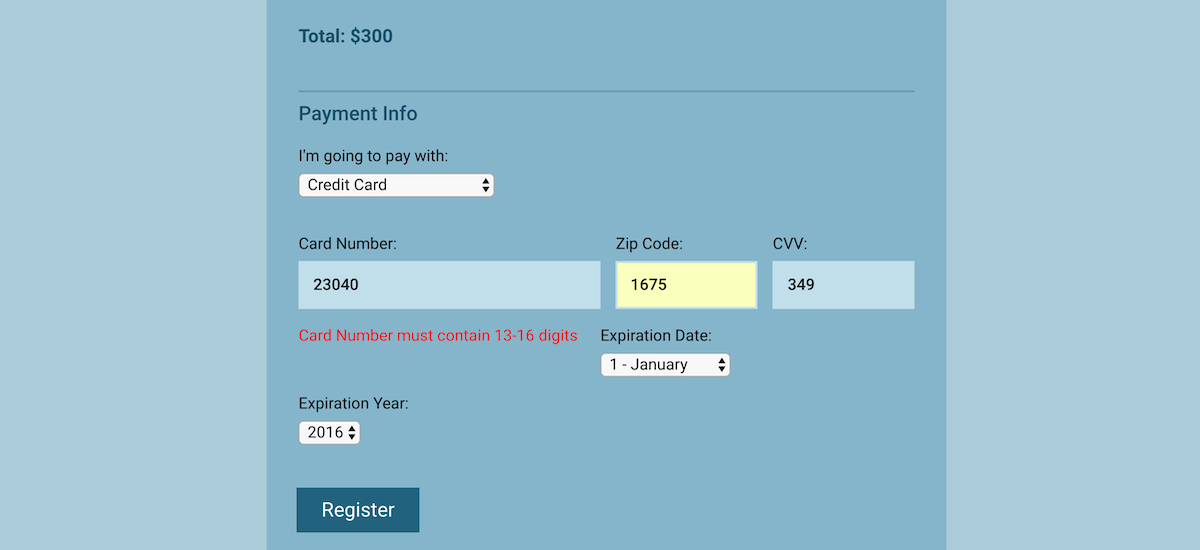 Total: $300
Payment Info
I'm going to pay with:
Credit Card
Card Number: Zip Code: CVV:
23040 1675 349
Card Number must contain 13-16 digits Expiration Date:
1 - January
Expiration Year:
2016
Register